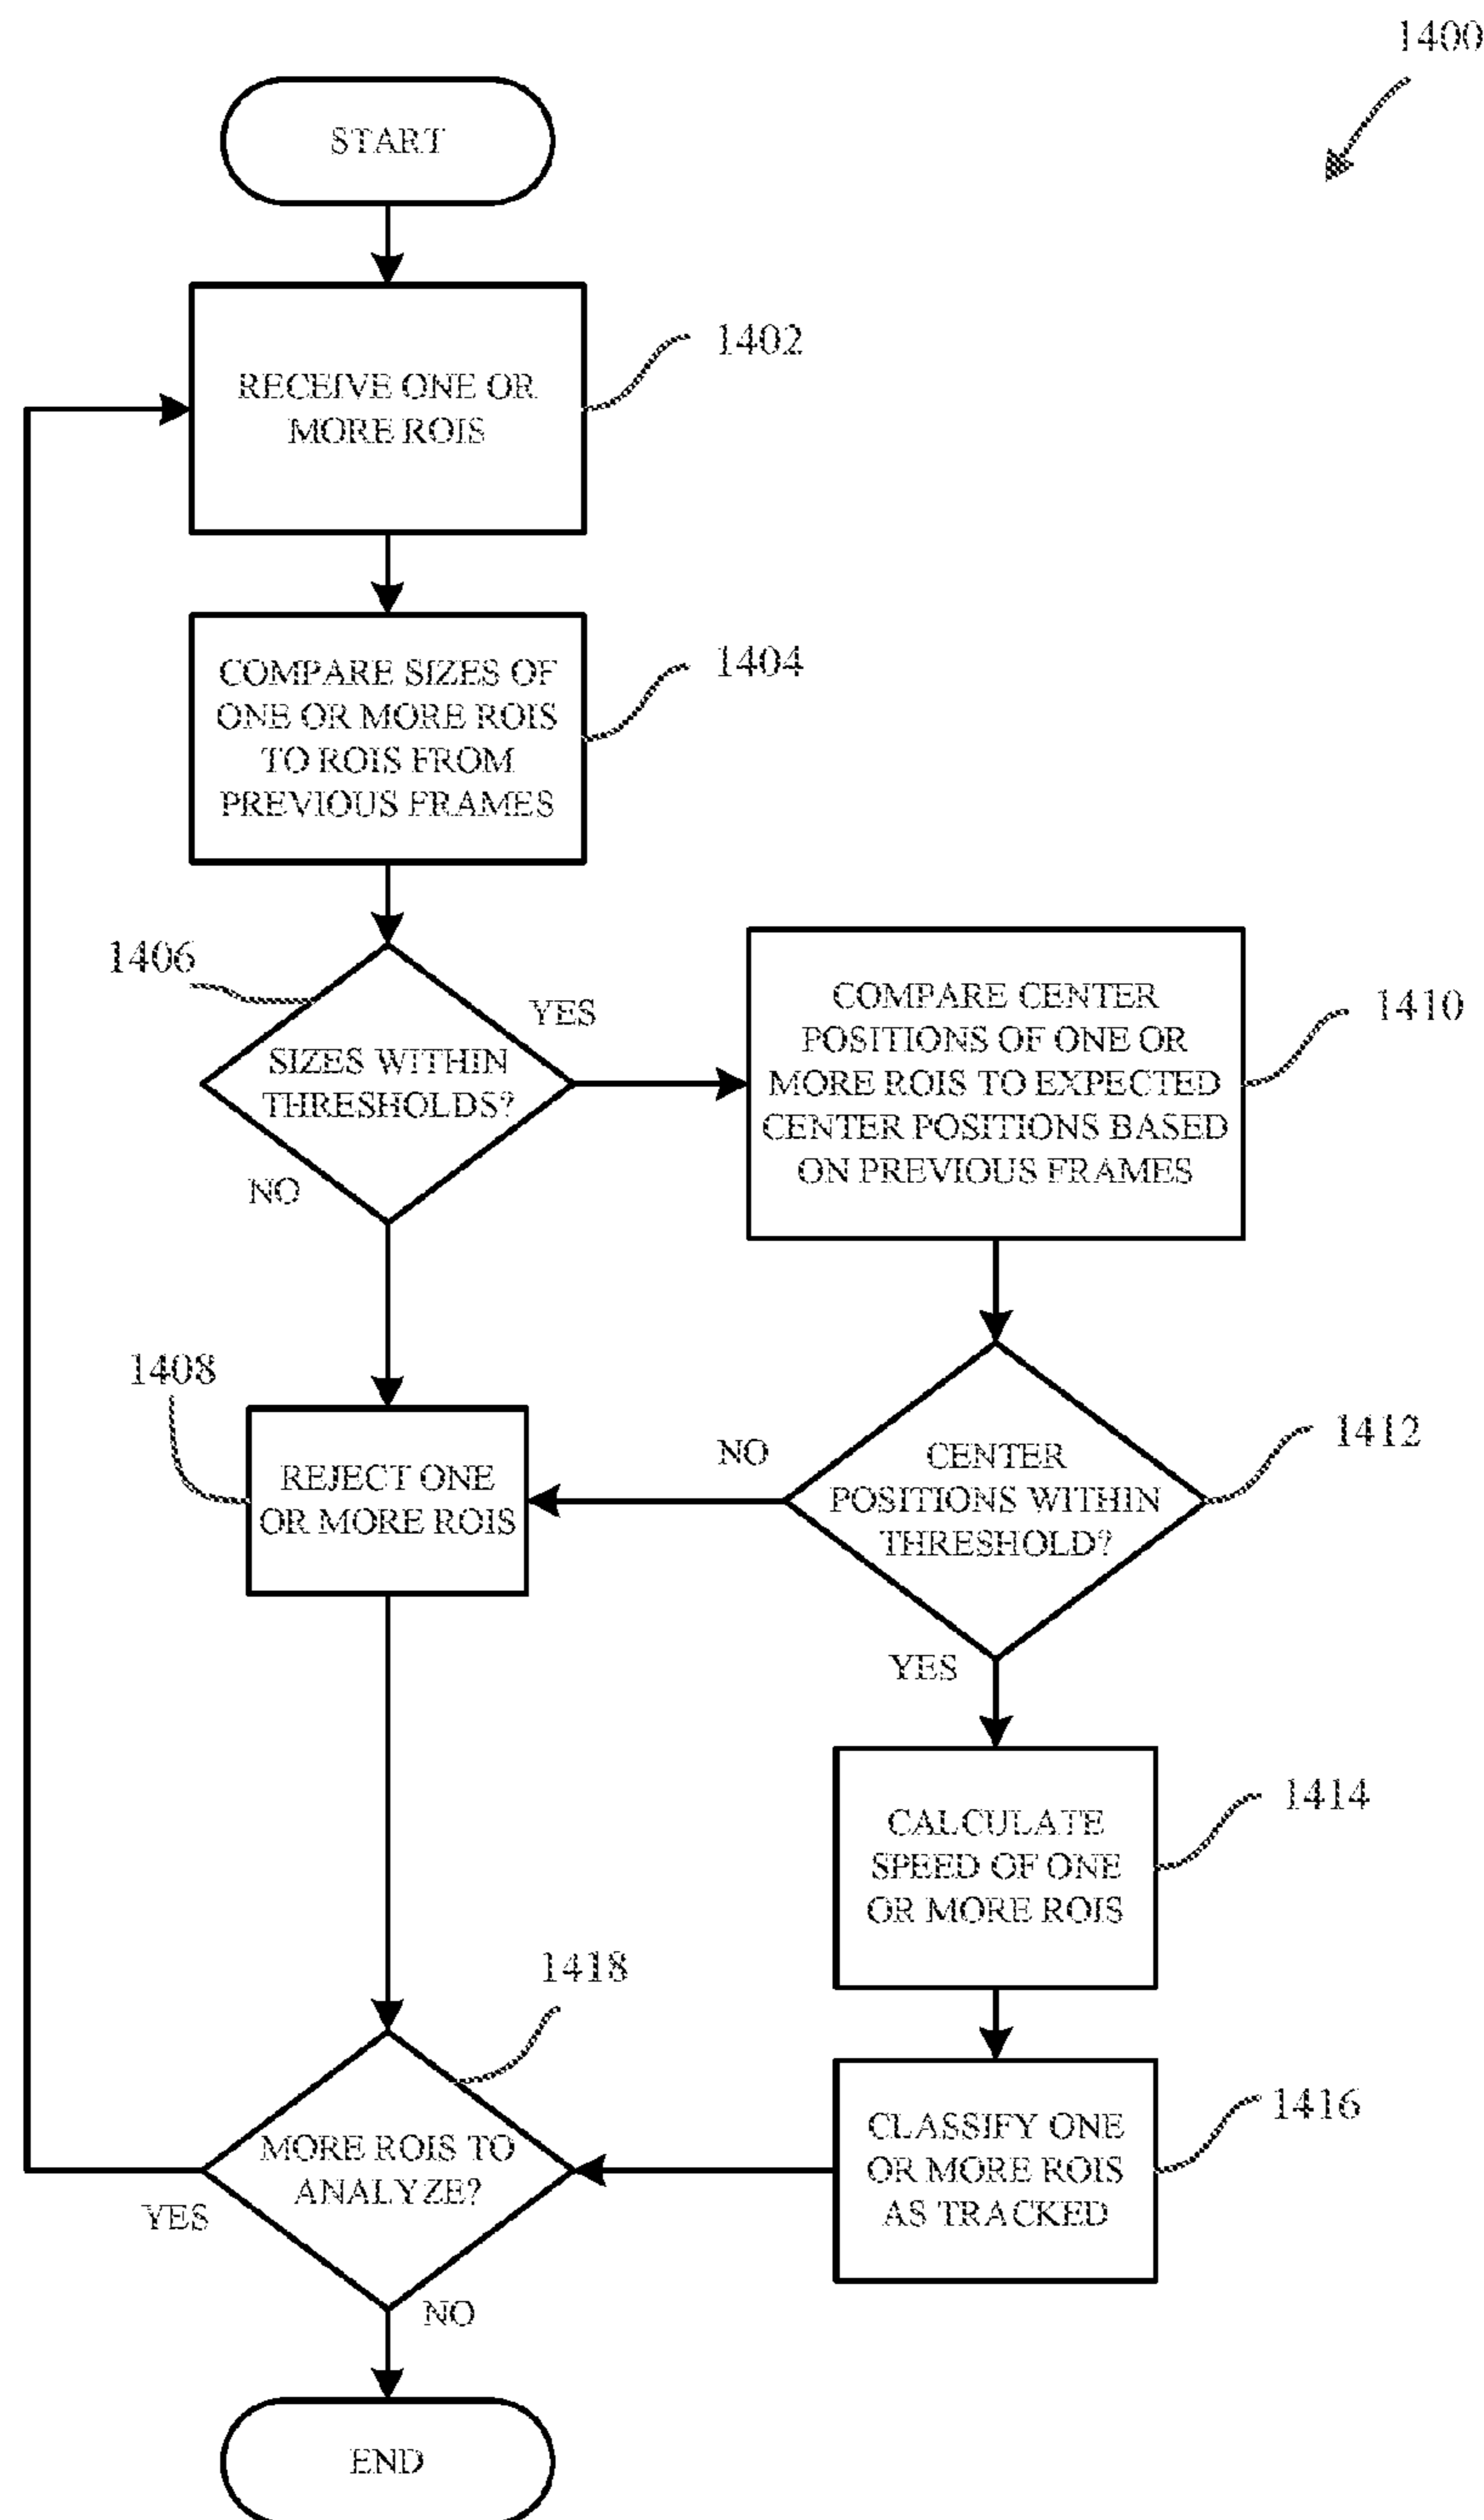 1400
START
RECEIVE ONE OR
MORE ROIS
1402
COMPARE SIZES OF
ONE OR MORE ROIS
TO ROIS FROM
PREVIOUS FRAMES
1404
1406
SIZES WITHIN
THRESHOLDS?
YES
NO
COMPARE CENTER
POSITIONS OF ONE OR
MORE ROIS TO EXPECTED
CENTER POSITIONS BASED
ON PREVIOUS FRAMES
1410
1408
REJECT ONE
OR MORE ROIS
NO
CENTER
POSITIONS WITHIN
THRESHOLD?
1412
YES
CALCULATE
SPEED OF ONE
OR MORE ROIS
1414
1418
MORE ROIS TO
ANALYZE?
YES
NO
CLASSIFY ONE
OR MORE ROIS
AS TRACKED
1416
END